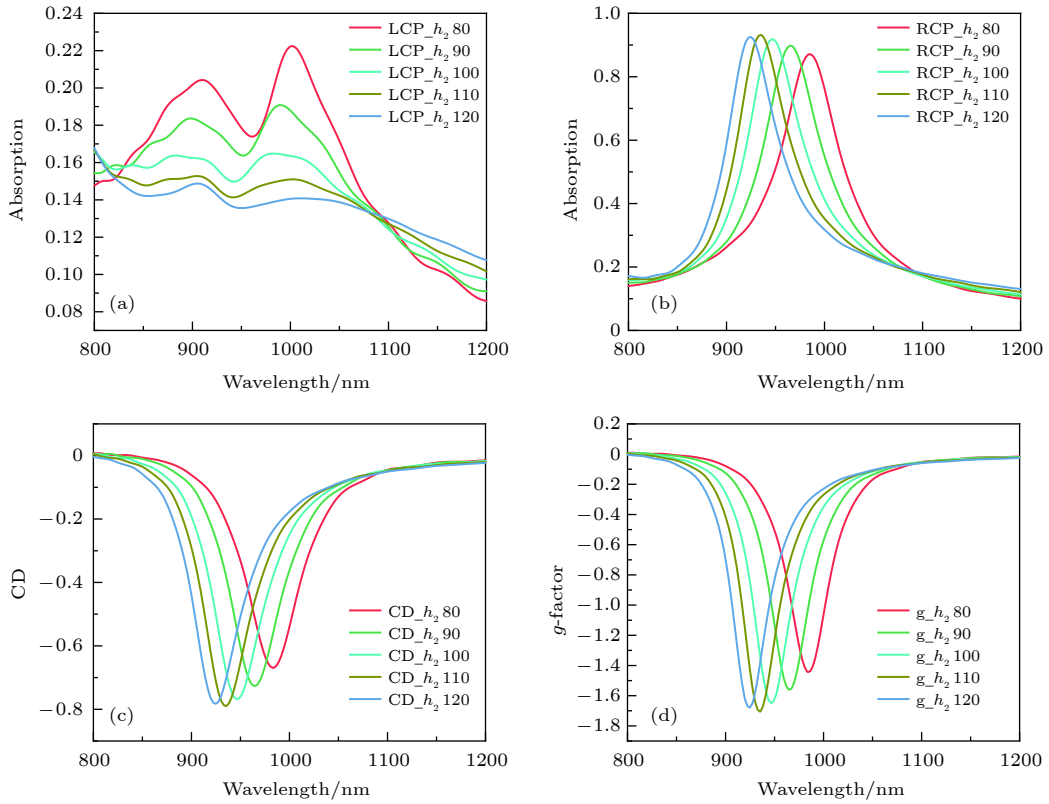 0.24
0.22
0.20
0.18
0.16
0.14
0.12
0.10
0.08
Absorption
LCP_h₂ 80
LCP_h₂ 90
LCP_h₂ 100
LCP_h₂ 110
LCP_h₂ 120
(a)
800 900 1000 1100 1200
Wavelength/nm
1.0
0.8
0.6
0.4
0.2
0
Absorption
RCP_h₂ 80
RCP_h₂ 90
RCP_h₂ 100
RCP_h₂ 110
RCP_h₂ 120
(b)
800 900 1000 1100 1200
Wavelength/nm
0
−0.2
−0.4
−0.6
−0.8
CD
CD_h₂ 80
CD_h₂ 90
CD_h₂ 100
CD_h₂ 110
CD_h₂ 120
(c)
800 900 1000 1100 1200
Wavelength/nm
0.2
0
−0.2
−0.4
−0.6
−0.8
−1.0
−1.2
−1.4
−1.6
−1.8
g-factor
g_h₂ 80
g_h₂ 90
g_h₂ 100
g_h₂ 110
g_h₂ 120
(d)
800 900 1000 1100 1200
Wavelength/nm